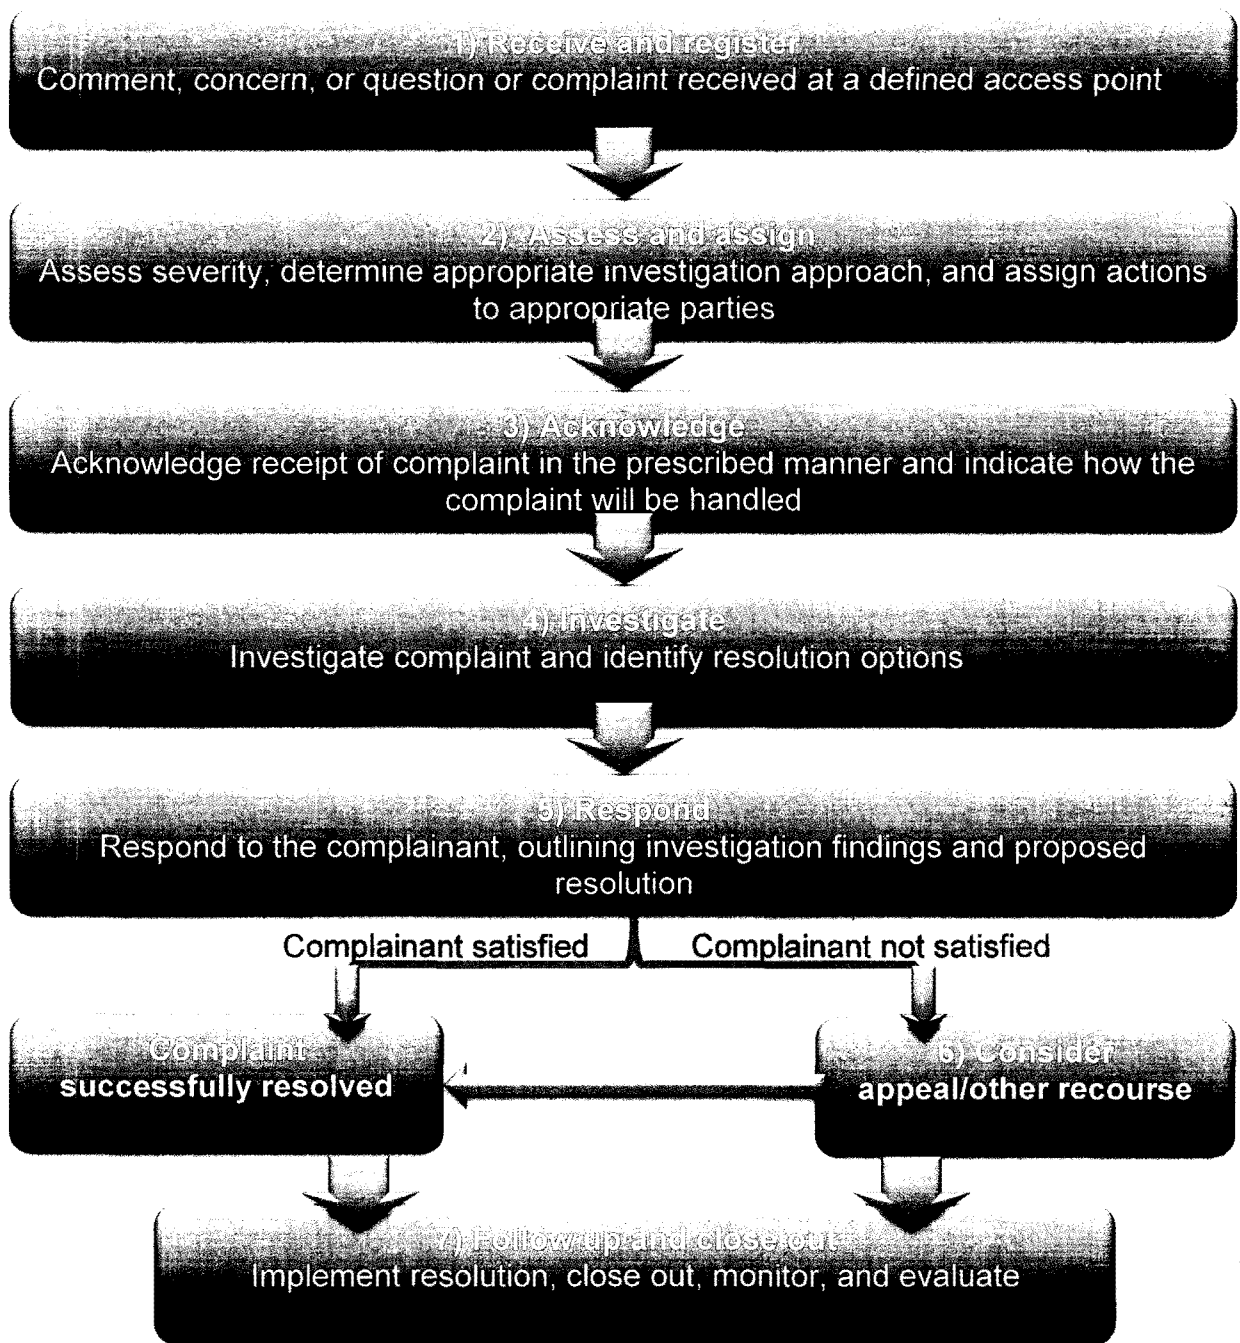 1) Receive and register
Comment, concern, or question or complaint received at a defined access point
2) Assess and assign
Assess severity, determine appropriate investigation approach, and assign actions
to appropriate parties
3) Acknowledge
Acknowledge receipt of complaint in the prescribed manner and indicate how the
complaint will be handled
4) Investigate
Investigate complaint and identify resolution options
5) Respond
Respond to the complainant, outlining investigation findings and proposed
resolution
Complainant satisfied
Complainant not satisfied
Complaint
successfully resolved
6) Consider
appeal/other recourse
7) Follow up and close out
Implement resolution, close out, monitor, and evaluate